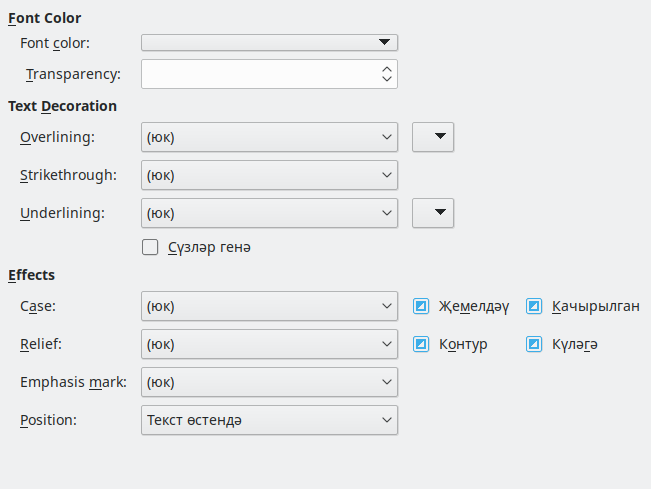 Font Color
Font color:
Transparency:
Text Decoration
Overlining: (юк)
Strikethrough: (юк)
Underlining: (юк)
Сүзләр генә
Effects
Case: (юк) Җемелдәү Качырылган
Relief: (юк) Контур Күләгә
Emphasis mark: (юк)
Position: Текст өстендә